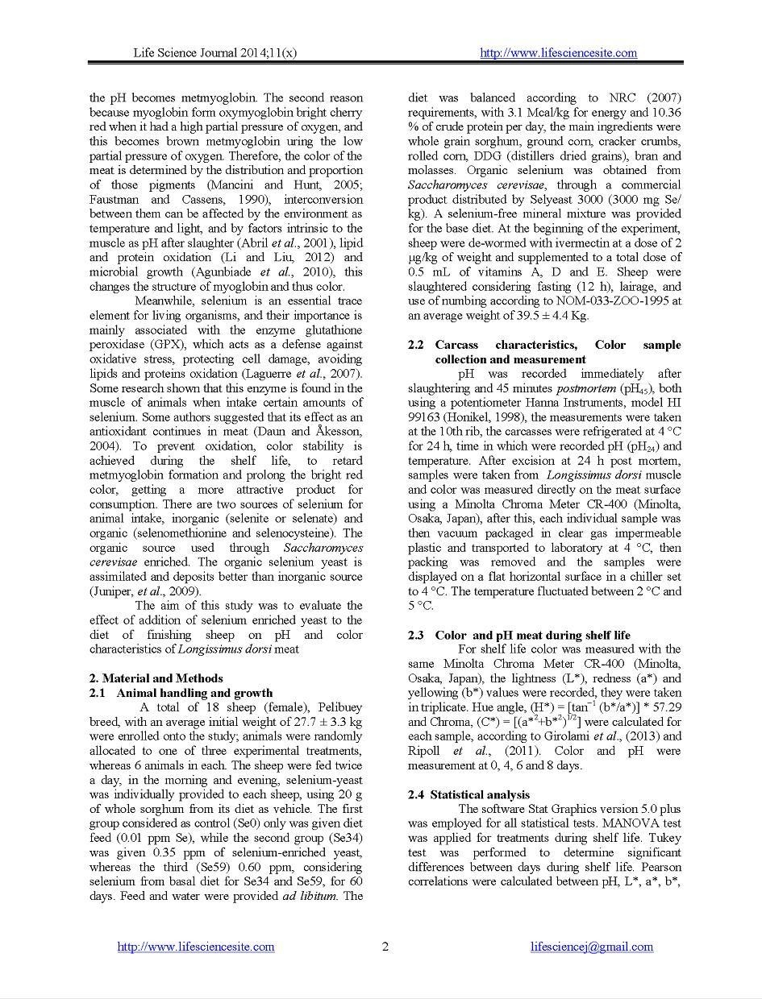 Life Science Journal 2014;11(x)
http://www.lifesciencesite.com
the pH becomes metmyoglobin. The second reason
because myoglobin form oxymyoglobin bright cherry
red when it had a high partial pressure of oxygen, and
this becomes brown metmyoglobin uring the low
partial pressure of oxygen. Therefore, the color of the
meat is determined by the distribution and proportion
of those pigments (Mancini and Hunt, 2005;
Faustman and Cassens, 1990), interconversion
between them can be affected by the environment as
temperature and light, and by factors intrinsic to the
muscle as pH after slaughter (Abril et al., 2001), lipid
and protein oxidation (Li and Liu, 2012) and
microbial growth (Agunbiade et al., 2010), this
changes the structure of myoglobin and thus color.
Meanwhile, selenium is an essential trace
element for living organisms, and their importance is
mainly associated with the enzyme glutathione
peroxidase (GPX), which acts as a defense against
oxidative stress, protecting cell damage, avoiding
lipids and proteins oxidation (Laguerre et al., 2007).
Some research shown that this enzyme is found in the
muscle of animals when intake certain amounts of
selenium. Some authors suggested that its effect as an
antioxidant continues in meat (Daun and Åkesson,
2004). To prevent oxidation, color stability is
achieved during the shelf life, to retard
metmyoglobin formation and prolong the bright red
color, getting a more attractive product for
consumption. There are two sources of selenium for
animal intake, inorganic (selenite or selenate) and
organic (selenomethionine and selenocysteine). The
organic source used through Saccharomyces
cerevisae enriched. The organic selenium yeast is
assimilated and deposits better than inorganic source
(Juniper, et al., 2009).
The aim of this study was to evaluate the
effect of addition of selenium enriched yeast to the
diet of finishing sheep on pH and color
characteristics of Longissimus dorsi meat
2. Material and Methods
2.1 Animal handling and growth
A total of 18 sheep (female), Pelibuey
breed, with an average initial weight of 27.7 ± 3.3 kg
were enrolled onto the study; animals were randomly
allocated to one of three experimental treatments,
whereas 6 animals in each. The sheep were fed twice
a day, in the morning and evening, selenium-yeast
was individually provided to each sheep, using 20 g
of whole sorghum from its diet as vehicle. The first
group considered as control (Se0) only was given diet
feed (0.01 ppm Se), while the second group (Se34)
was given 0.35 ppm of selenium-enriched yeast,
whereas the third (Se59) 0.60 ppm, considering
selenium from basal diet for Se34 and Se59, for 60
days. Feed and water were provided ad libitum. The
diet was balanced according to NRC (2007)
requirements, with 3.1 Mcal/kg for energy and 10.36
% of crude protein per day, the main ingredients were
whole grain sorghum, ground corn, cracker crumbs,
rolled corn, DDG (distillers dried grains), bran and
molasses. Organic selenium was obtained from
Saccharomyces cerevisae, through a commercial
product distributed by Selyeast 3000 (3000 mg Se/
kg). A selenium-free mineral mixture was provided
for the base diet. At the beginning of the experiment,
sheep were de-wormed with ivermectin at a dose of 2
µg/kg of weight and supplemented to a total dose of
0.5 mL of vitamins A, D and E. Sheep were
slaughtered considering fasting (12 h), lairage, and
use of numbing according to NOM-033-ZOO-1995 at
an average weight of 39.5 ± 4.4 Kg.
2.2 Carcass characteristics, Color sample
collection and measurement
pH was recorded immediately after
slaughtering and 45 minutes postmortem (pH₄₅), both
using a potentiometer Hanna Instruments, model HI
99163 (Honikel, 1998), the measurements were taken
at the 10th rib, the carcasses were refrigerated at 4 °C
for 24 h, time in which were recorded pH (pH₂₄) and
temperature. After excision at 24 h post mortem,
samples were taken from Longissimus dorsi muscle
and color was measured directly on the meat surface
using a Minolta Chroma Meter CR-400 (Minolta,
Osaka, Japan), after this, each individual sample was
then vacuum packaged in clear gas impermeable
plastic and transported to laboratory at 4 °C, then
packing was removed and the samples were
displayed on a flat horizontal surface in a chiller set
to 4 °C. The temperature fluctuated between 2 °C and
5 °C.
2.3 Color and pH meat during shelf life
For shelf life color was measured with the
same Minolta Chroma Meter CR-400 (Minolta,
Osaka, Japan), the lightness (L*), redness (a*) and
yellowing (b*) values were recorded, they were taken
in triplicate. Hue angle, (H*) = [tan⁻¹ (b*/a*)] * 57.29
and Chroma, (C*) = [(a*²+b*²)^1/2] were calculated for
each sample, according to Girolami et al., (2013) and
Ripoll et al., (2011). Color and pH were
measurement at 0, 4, 6 and 8 days.
2.4 Statistical analysis
The software Stat Graphics version 5.0 plus
was employed for all statistical tests. MANOVA test
was applied for treatments during shelf life. Tukey
test was performed to determine significant
differences between days during shelf life. Pearson
correlations were calculated between pH, L*, a*, b*,
http://www.lifesciencesite.com
2
lifesciencej@gmail.com